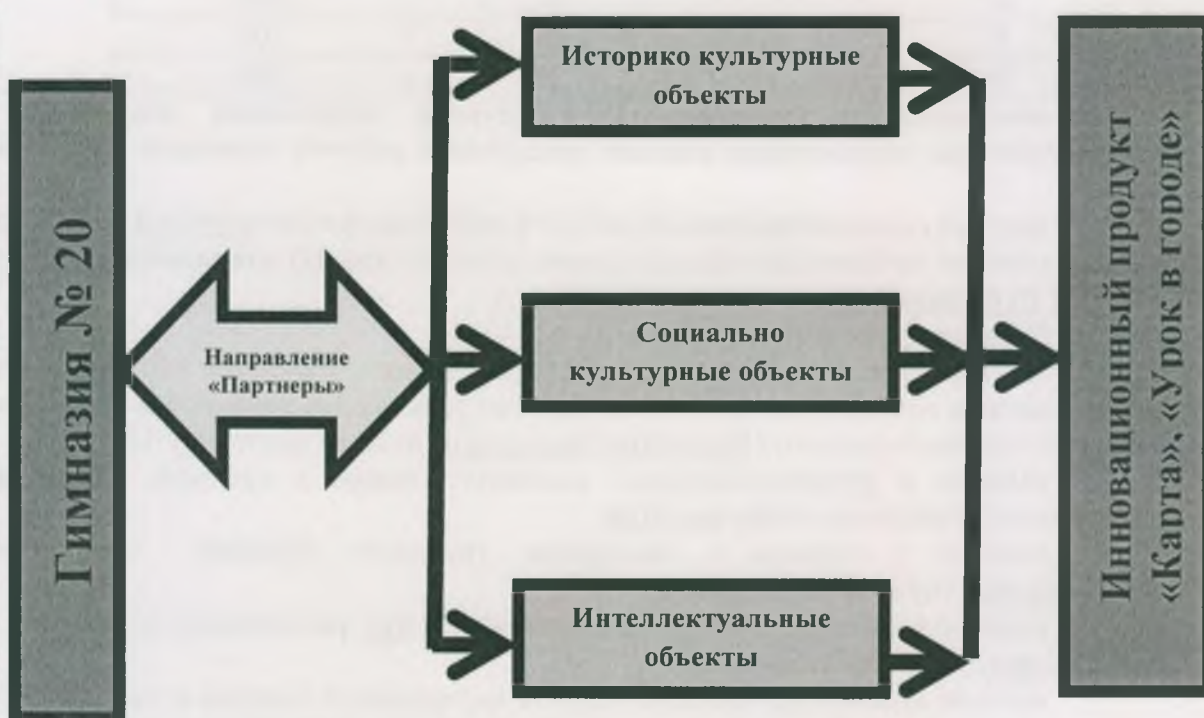 Гимназия № 20
Направление
«Партнеры»
Историко культурные
объекты
Социально
культурные объекты
Интеллектуальные
объекты
Инновационный продукт
«Карта», «Урок в городе»